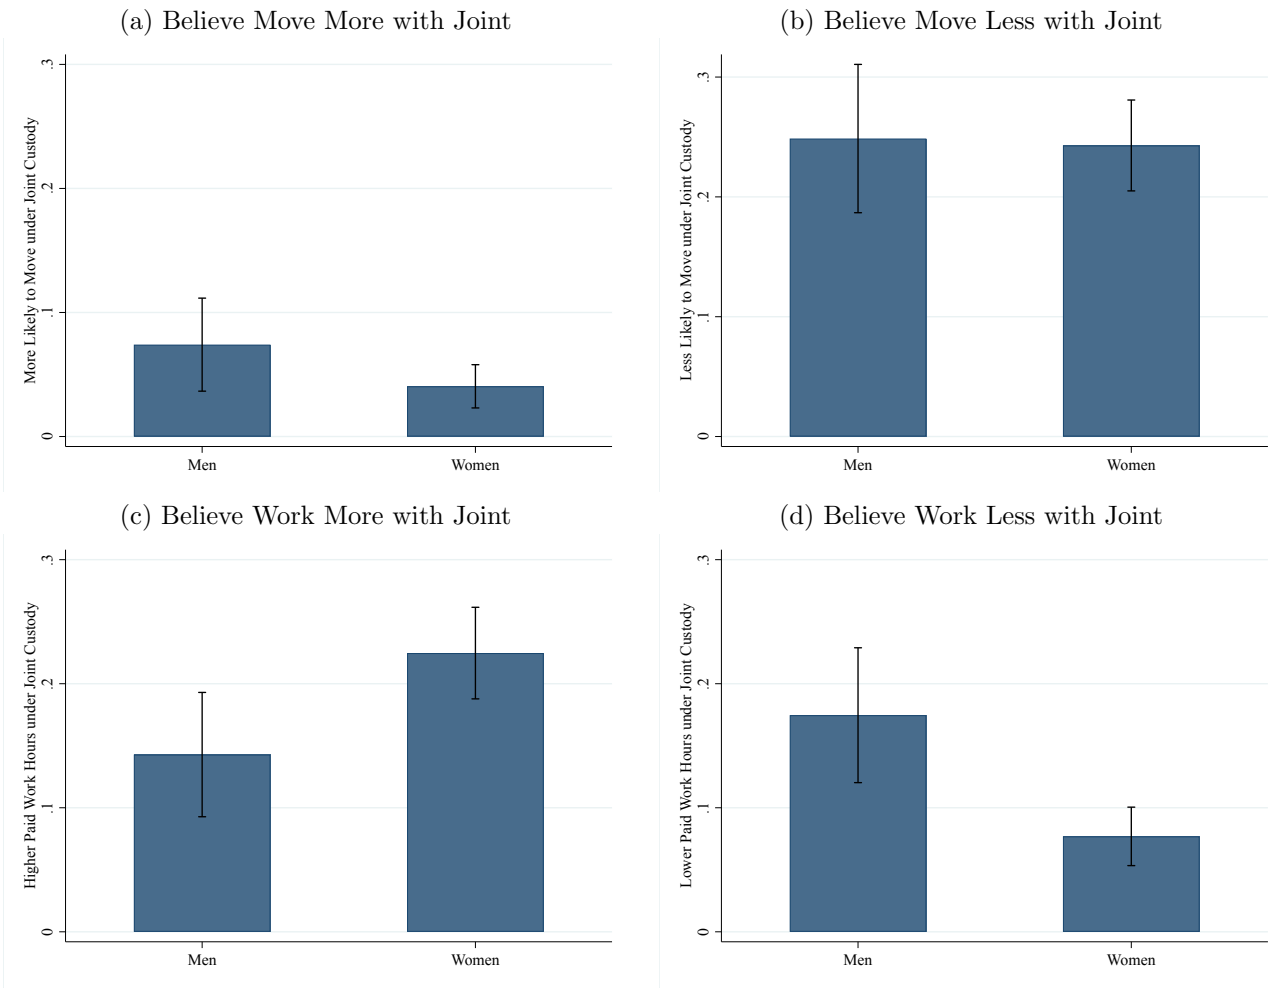 (a) Believe Move More with Joint
More Likely to Move under Joint Custody
.3
.2
.1
0
Men
Women
(b) Believe Move Less with Joint
Less Likely to Move under Joint Custody
.3
.2
.1
0
Men
Women
(c) Believe Work More with Joint
Higher Paid Work Hours under Joint Custody
.3
.2
.1
0
Men
Women
(d) Believe Work Less with Joint
Lower Paid Work Hours under Joint Custody
.3
.2
.1
0
Men
Women